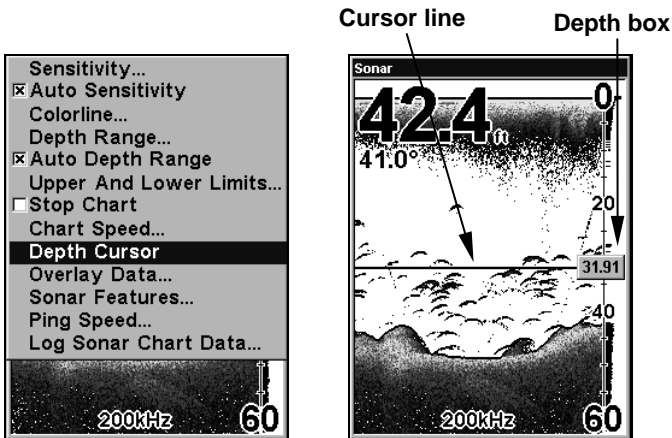 Cursor line
Depth box
Sensitivity...
Auto Sensitivity
Colorline...
Depth Range...
Auto Depth Range
Upper And Lower Limits...
Stop Chart
Chart Speed...
Depth Cursor
Overlay Data...
Sonar Features...
Ping Speed...
Log Sonar Chart Data...
200kHz
60
Sonar
42.4 ft
41.0°
0
20
31.91
40
200kHz
60